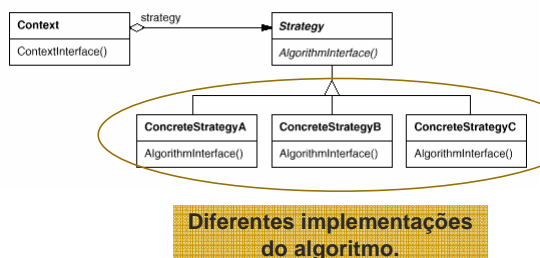 strategy
Context
Strategy
ContextInterface()
AlgorithmInterface()
ConcreteStrategyA
ConcreteStrategyB
ConcreteStrategyC
AlgorithmInterface()
AlgorithmInterface()
AlgorithmInterface()
Diferentes implementações
do algoritmo.